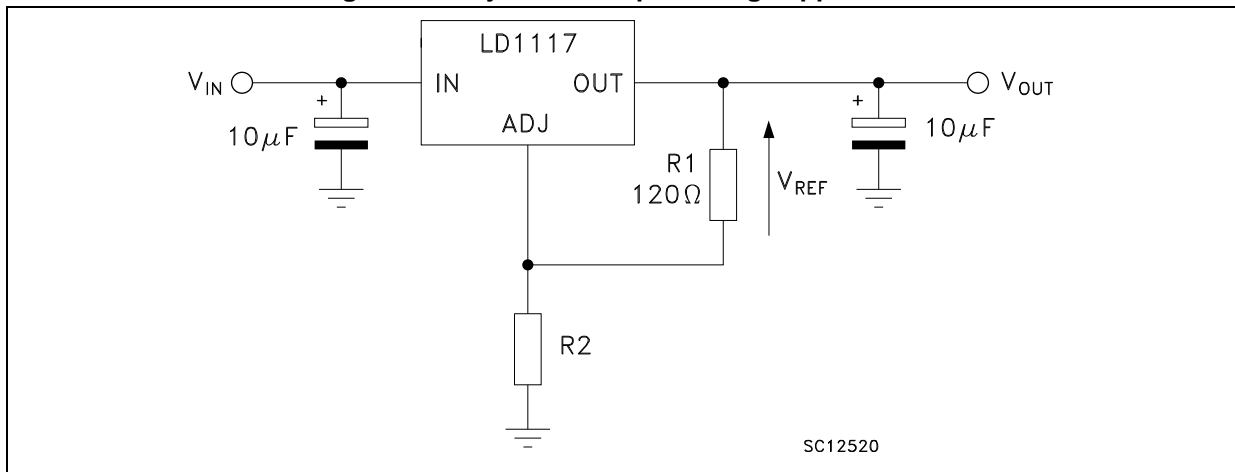 LD1117
V_IN
IN
OUT
V_OUT
ADJ
+
10μF
+
10μF
R1
120Ω
V_REF
R2
SC12520